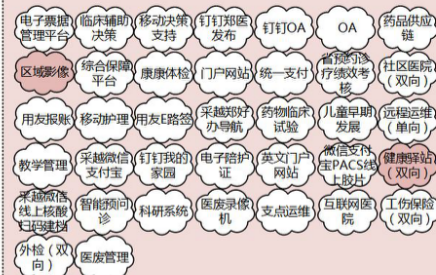 电子票据
管理平台
临床辅助
决策
移动决策
支持
钉钉郑医
发布
钉钉OA
OA
药品供应
链
区域影像
综合保障
平台
康康体检
门户网站
统一支付
省预约诊
疗绩效考
核
社区医院
(双向)
用友报账
移动护理
用友E路签
采越郑好
办导航
药物临床
试验
儿童早期
发展
远程运维
(单向)
教学管理
采越微信
支付宝
钉钉我的
家园
电子陪护
证
英文门户
网站
微信支付
宝PACS线
上胶片
健康驿站
(双向)
采越微信
线上核酸
扫码建档
智能预问
诊
科研系统
医废录像
机
支点运维
互联网医
院
工伤保险
(双向)
外检(双
向)
医废管理